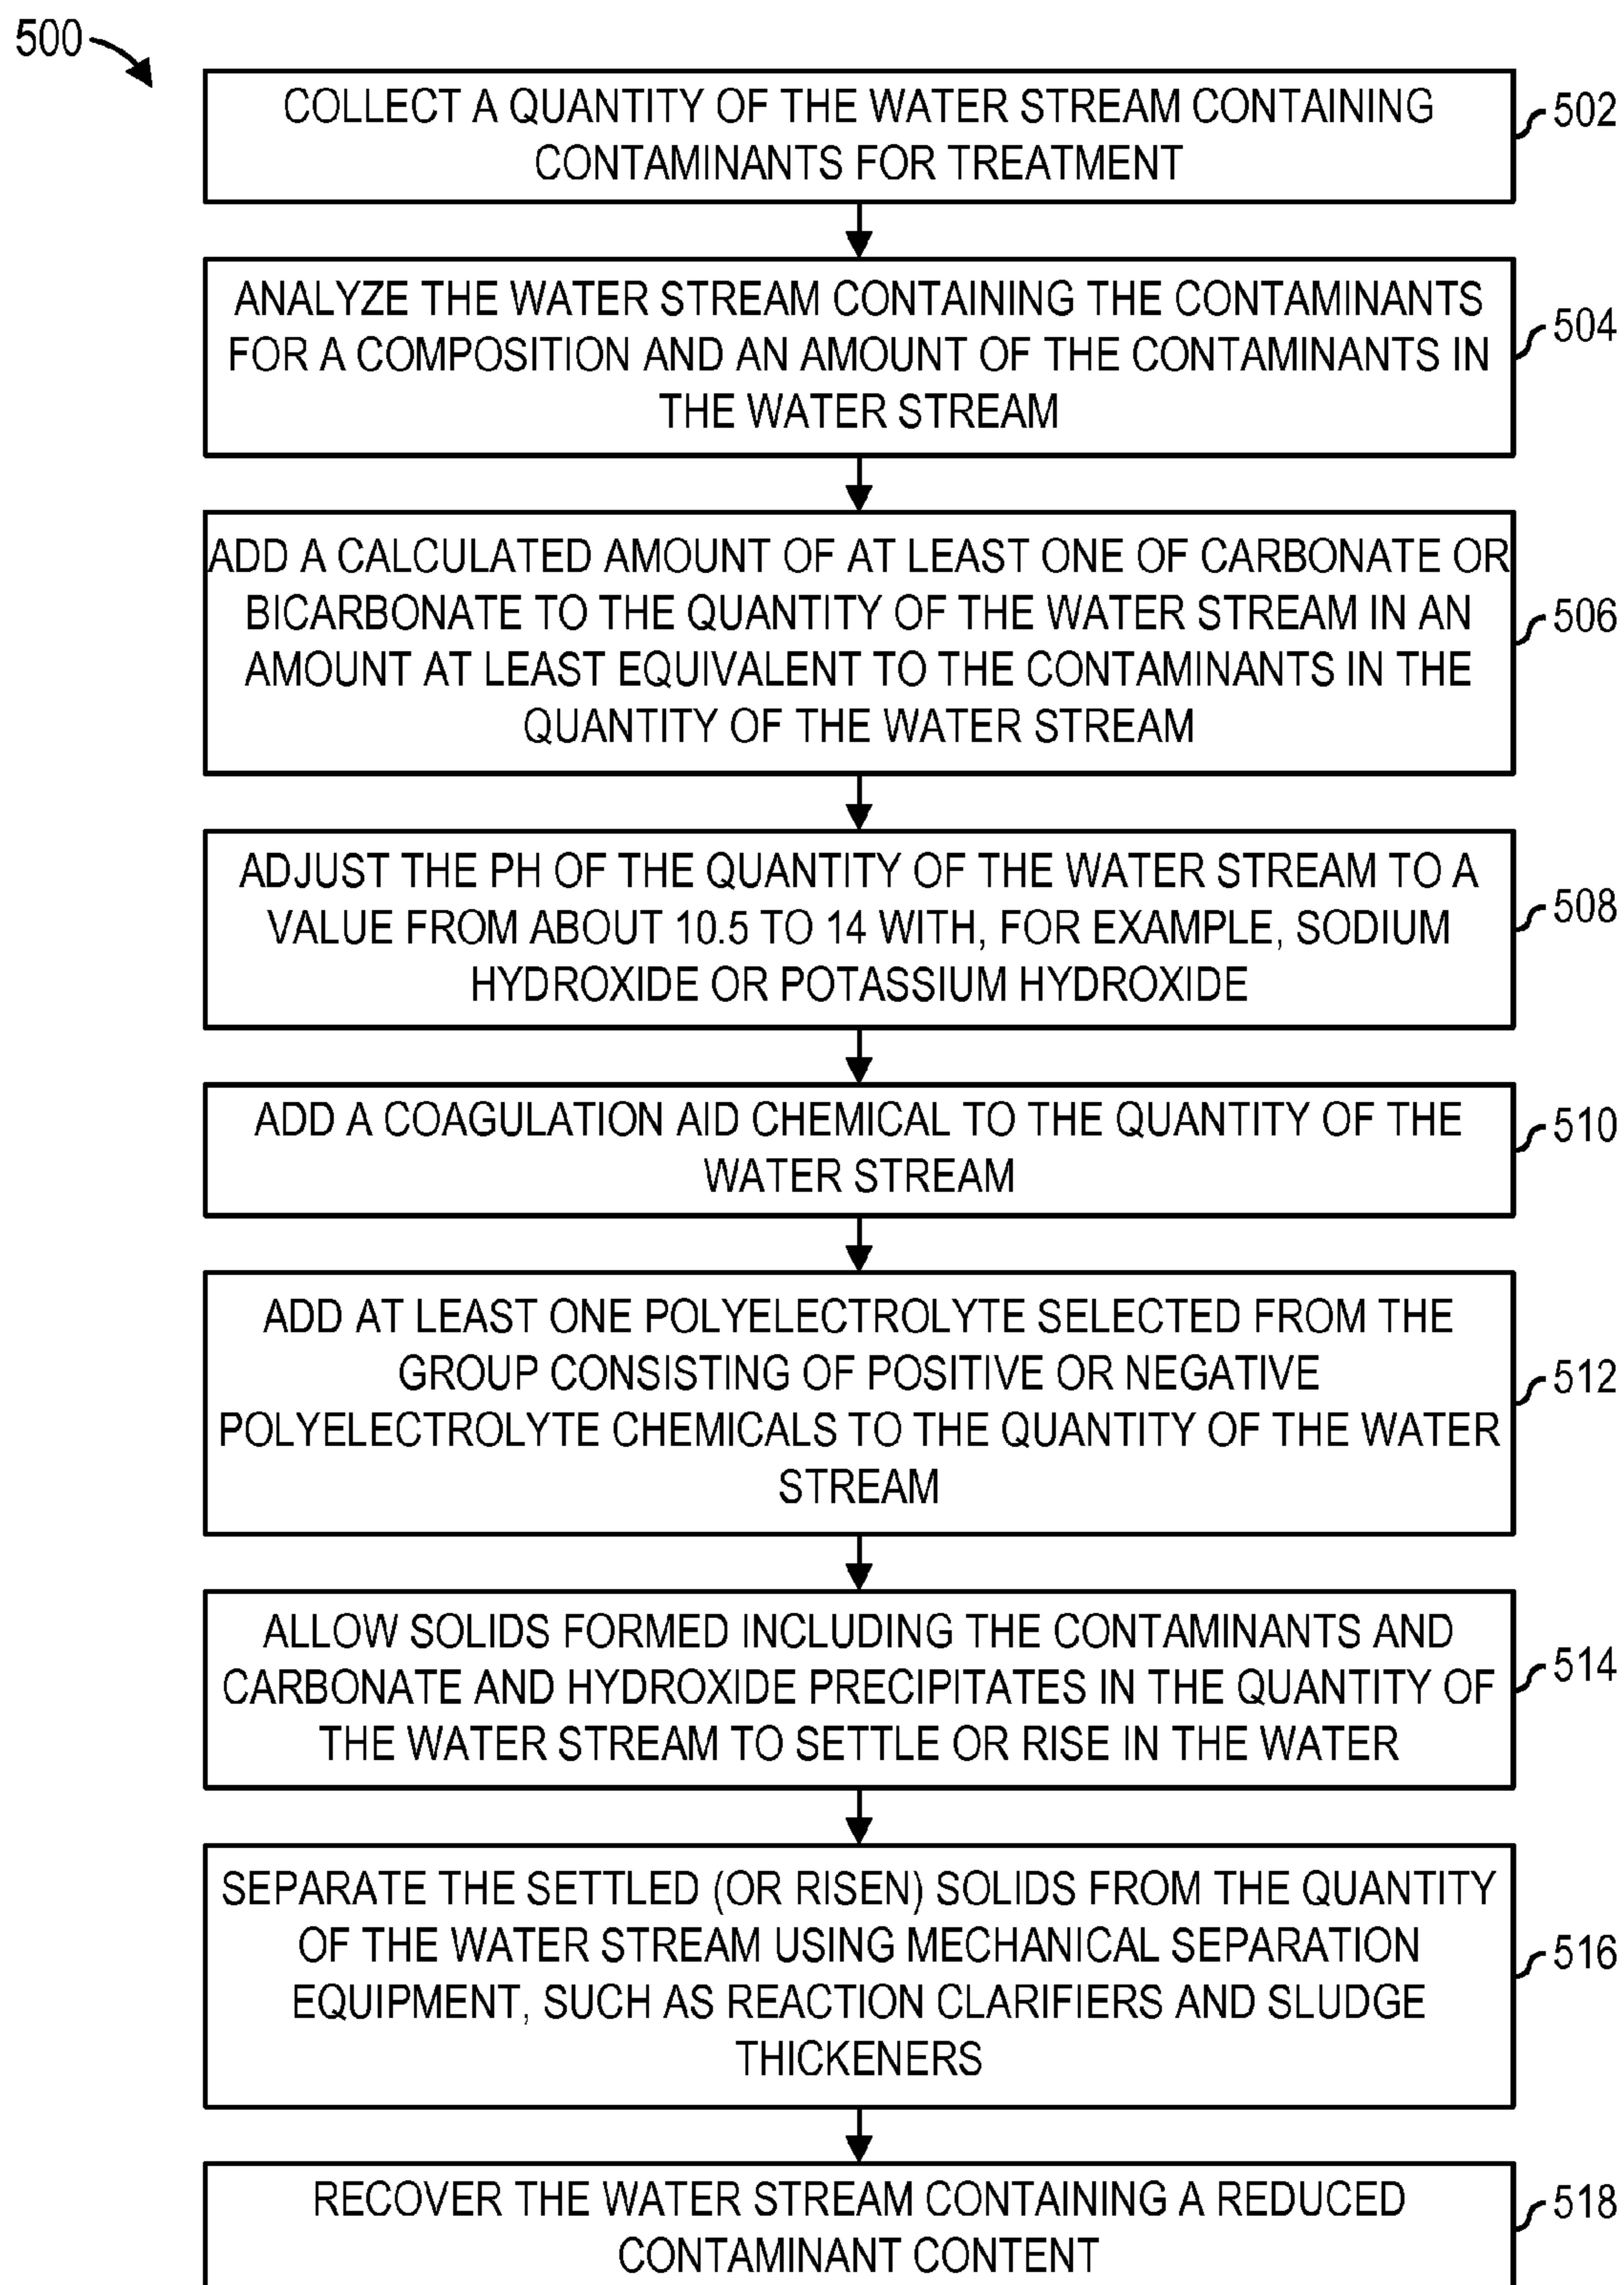 500
COLLECT A QUANTITY OF THE WATER STREAM CONTAINING
CONTAMINANTS FOR TREATMENT
502
ANALYZE THE WATER STREAM CONTAINING THE CONTAMINANTS
FOR A COMPOSITION AND AN AMOUNT OF THE CONTAMINANTS IN
THE WATER STREAM
504
ADD A CALCULATED AMOUNT OF AT LEAST ONE OF CARBONATE OR
BICARBONATE TO THE QUANTITY OF THE WATER STREAM IN AN
AMOUNT AT LEAST EQUIVALENT TO THE CONTAMINANTS IN THE
QUANTITY OF THE WATER STREAM
506
ADJUST THE PH OF THE QUANTITY OF THE WATER STREAM TO A
VALUE FROM ABOUT 10.5 TO 14 WITH, FOR EXAMPLE, SODIUM
HYDROXIDE OR POTASSIUM HYDROXIDE
508
ADD A COAGULATION AID CHEMICAL TO THE QUANTITY OF THE
WATER STREAM
510
ADD AT LEAST ONE POLYELECTROLYTE SELECTED FROM THE
GROUP CONSISTING OF POSITIVE OR NEGATIVE
POLYELECTROLYTE CHEMICALS TO THE QUANTITY OF THE WATER
STREAM
512
ALLOW SOLIDS FORMED INCLUDING THE CONTAMINANTS AND
CARBONATE AND HYDROXIDE PRECIPITATES IN THE QUANTITY OF
THE WATER STREAM TO SETTLE OR RISE IN THE WATER
514
SEPARATE THE SETTLED (OR RISEN) SOLIDS FROM THE QUANTITY
OF THE WATER STREAM USING MECHANICAL SEPARATION
EQUIPMENT, SUCH AS REACTION CLARIFIERS AND SLUDGE
THICKENERS
516
RECOVER THE WATER STREAM CONTAINING A REDUCED
CONTAMINANT CONTENT
518